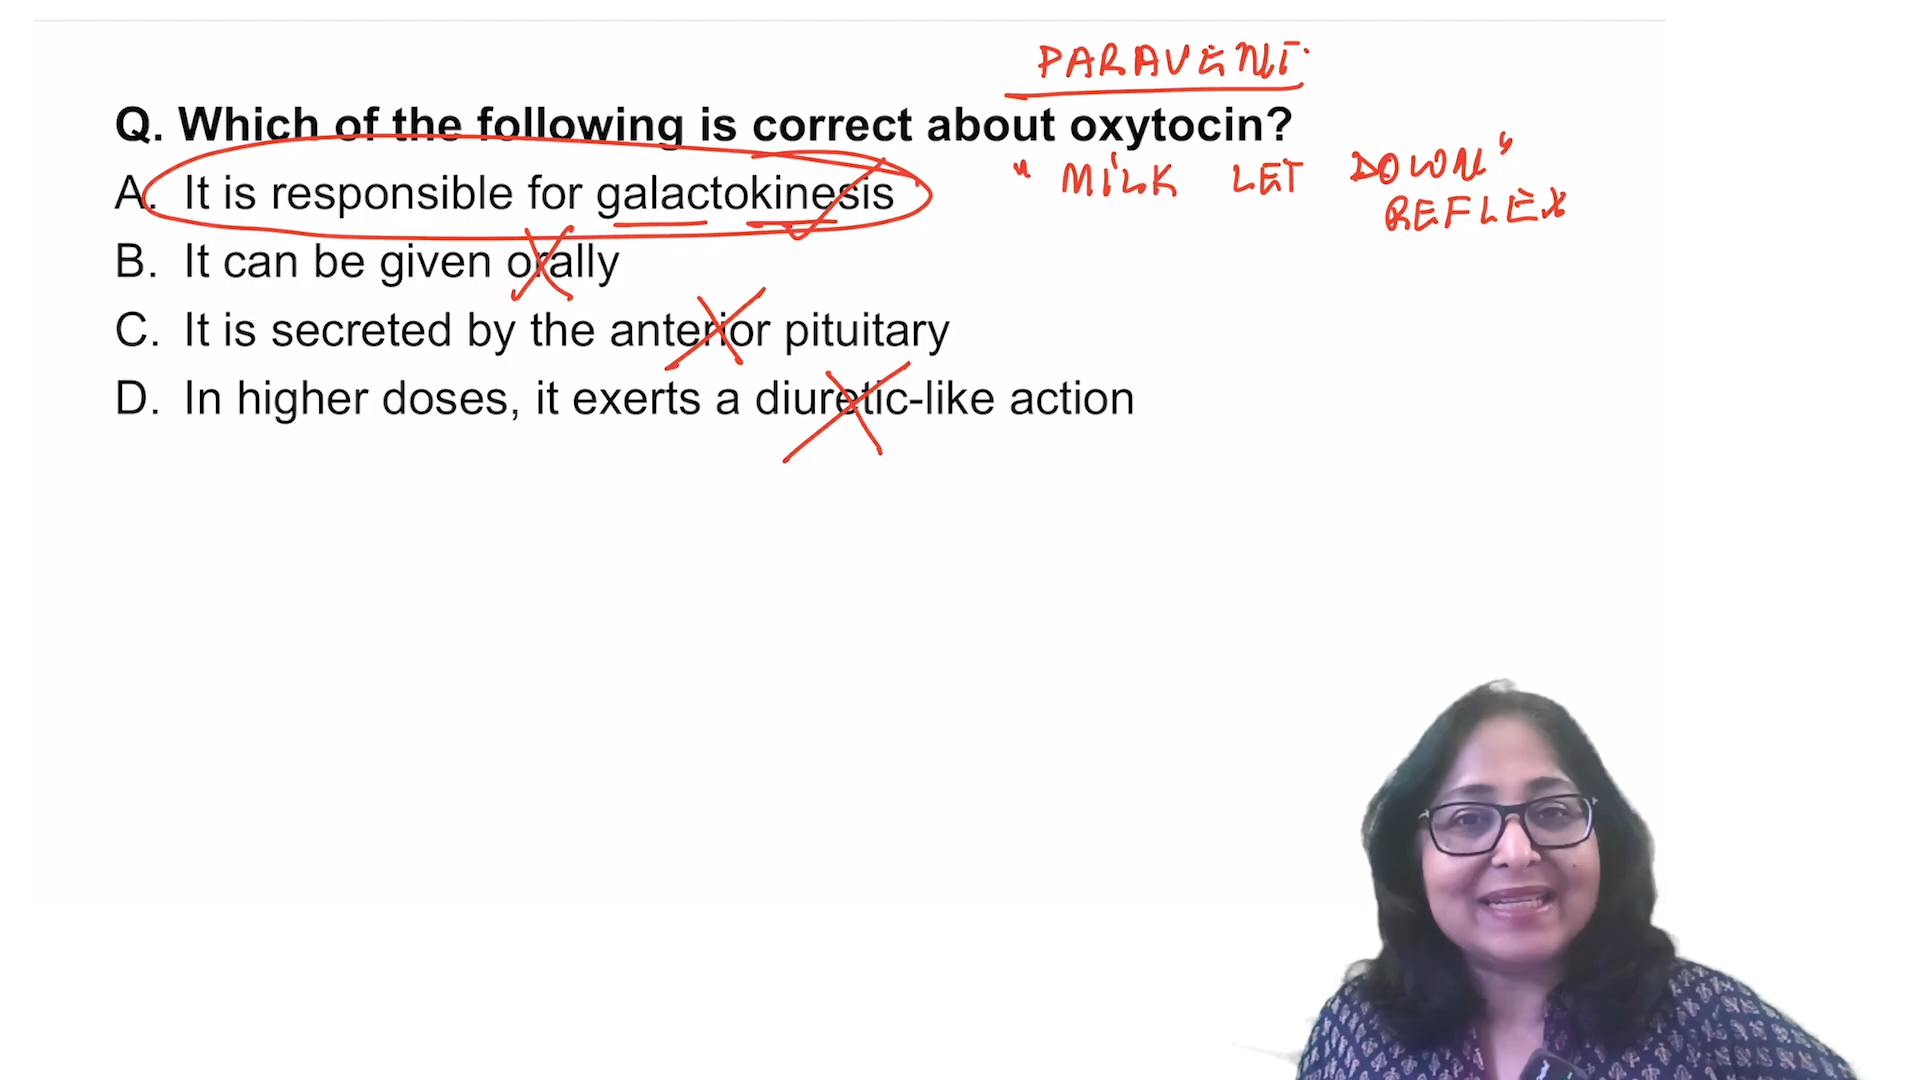 PARAVENT
Q. Which of the following is correct about oxytocin?
"MILK LET DOWN"
REFLEX
A. It is responsible for galactokinesis
B. It can be given orally
C. It is secreted by the anterior pituitary
D. In higher doses, it exerts a diuretic-like action